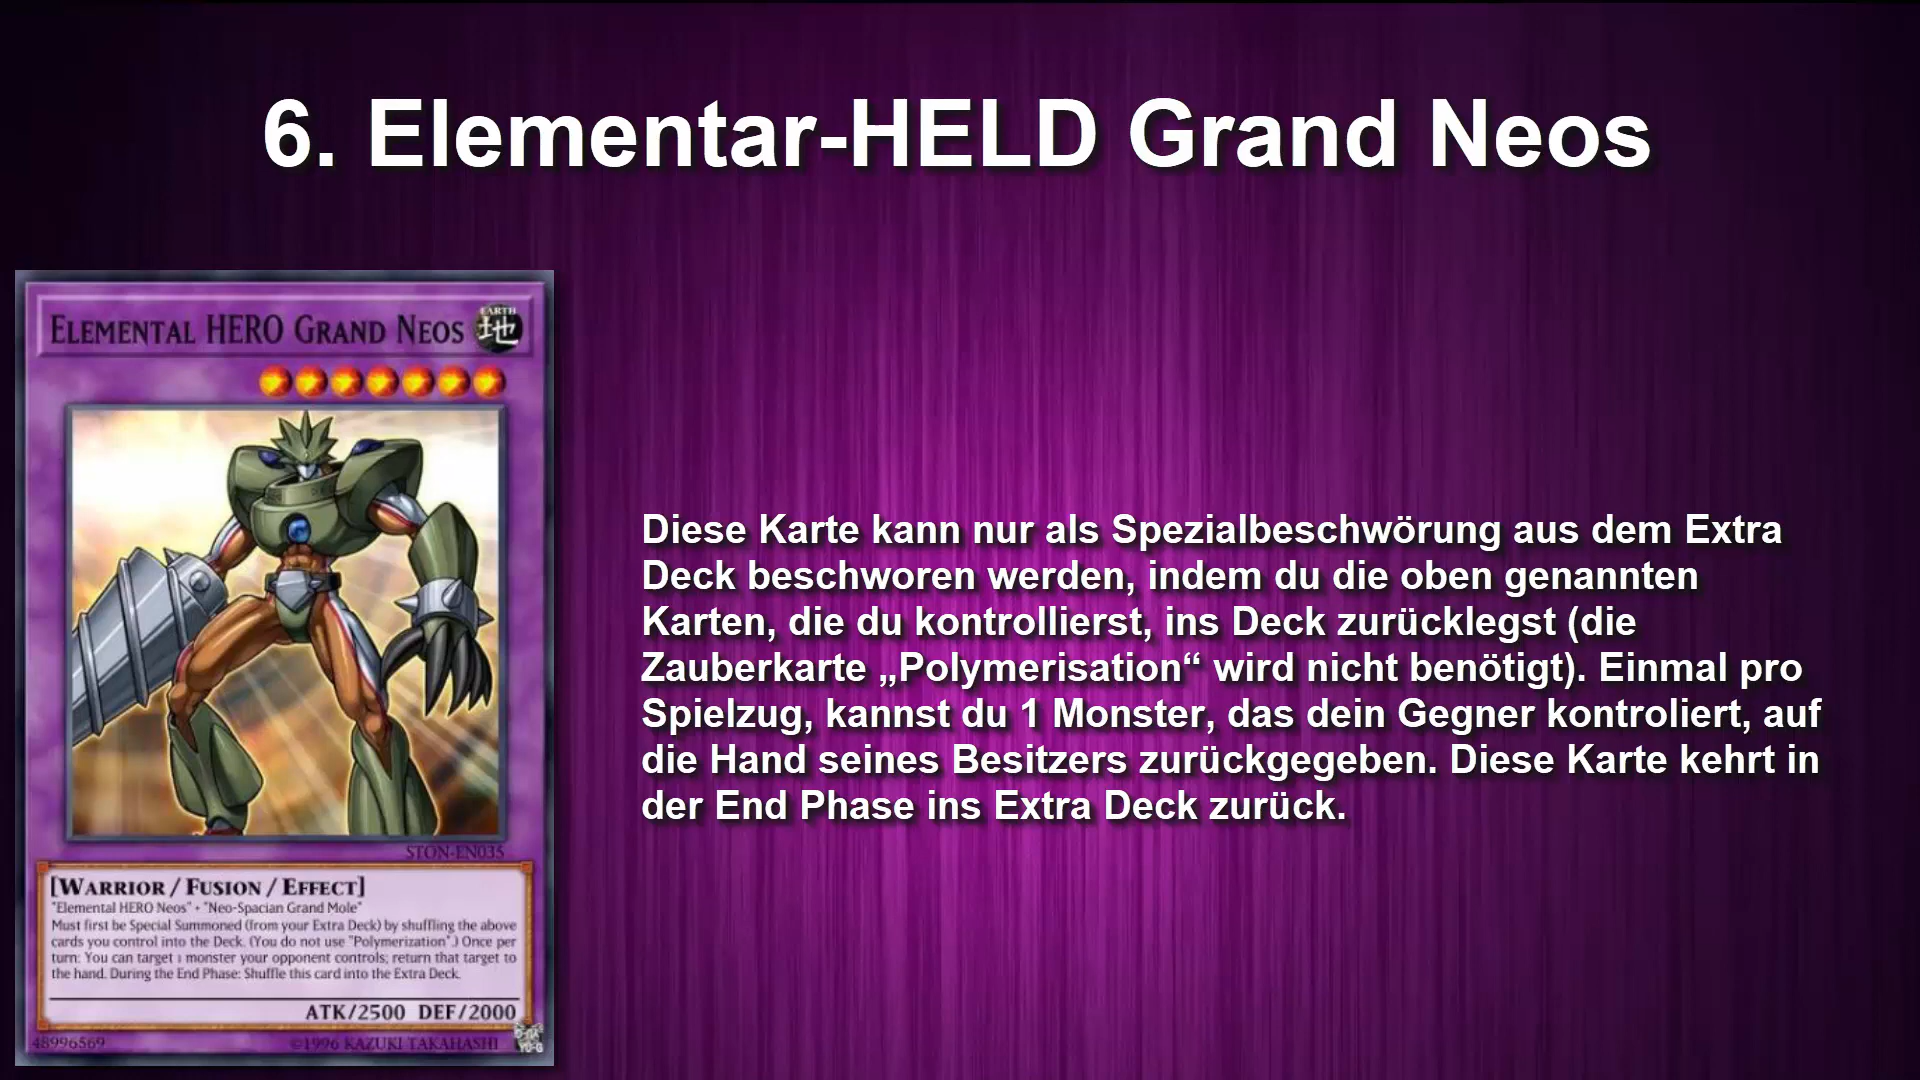 6. Elementar-HELD Grand Neos
ELEMENTAL HERO GRAND NEOS
EARTH
地
STON-EN035
[WARRIOR / FUSION / EFFECT]
"Elemental HERO Neos" + "Neo-Spacian Grand Mole"
Must first be Special Summoned (from your Extra Deck) by shuffling the above
cards you control into the Deck. (You do not use "Polymerization".) Once per
turn: You can target 1 monster your opponent controls; return that target to
the hand. During the End Phase: Shuffle this card into the Extra Deck.
ATK/2500 DEF/2000
48996569
©1996 KAZUKI TAKAHASHI
Diese Karte kann nur als Spezialbeschwörung aus dem Extra
Deck beschworen werden, indem du die oben genannten
Karten, die du kontrollierst, ins Deck zurücklegst (die
Zauberkarte „Polymerisation“ wird nicht benötigt). Einmal pro
Spielzug, kannst du 1 Monster, das dein Gegner kontroliert, auf
die Hand seines Besitzers zurückgegeben. Diese Karte kehrt in
der End Phase ins Extra Deck zurück.